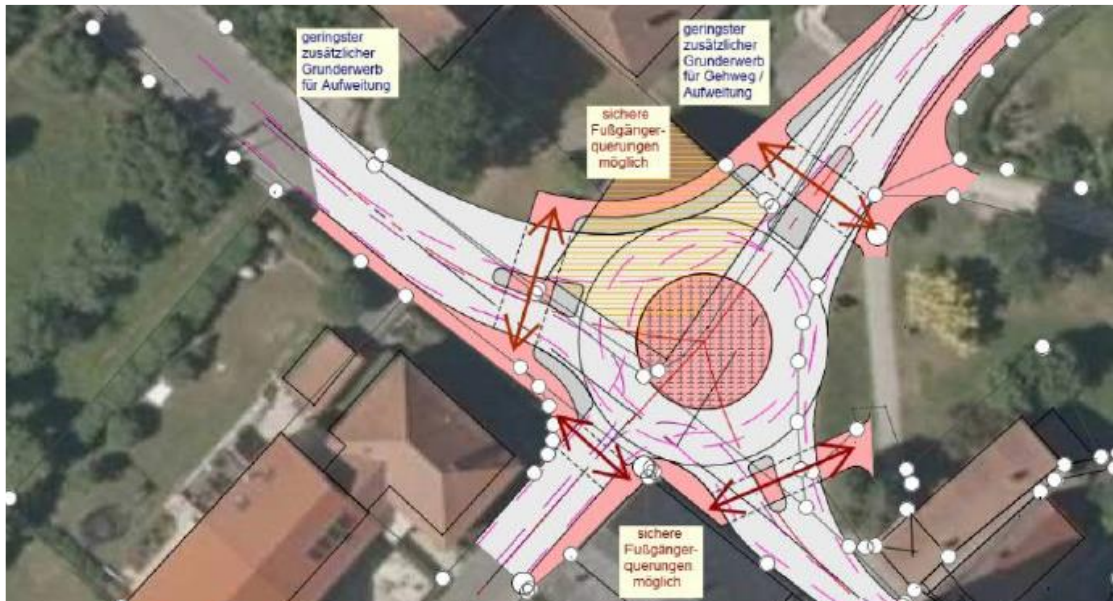 geringster
zusätzlicher
Grunderwerb
für Aufweitung
geringster
zusätzlicher
Grunderwerb
für Gehweg /
Aufweitung
sichere
Fußgänger-
querungen
möglich
sichere
Fußgänger-
querungen
möglich